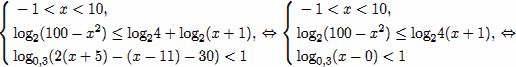 { −1 < x < 10,
log₂(100 − x²) ≤ log₂4 + log₂(x + 1), ⇔
log₀,₃(2(x + 5) − (x − 11) − 30) < 1
{ −1 < x < 10,
log₂(100 − x²) ≤ log₂4(x + 1), ⇔
log₀,₃(x − 0) < 1